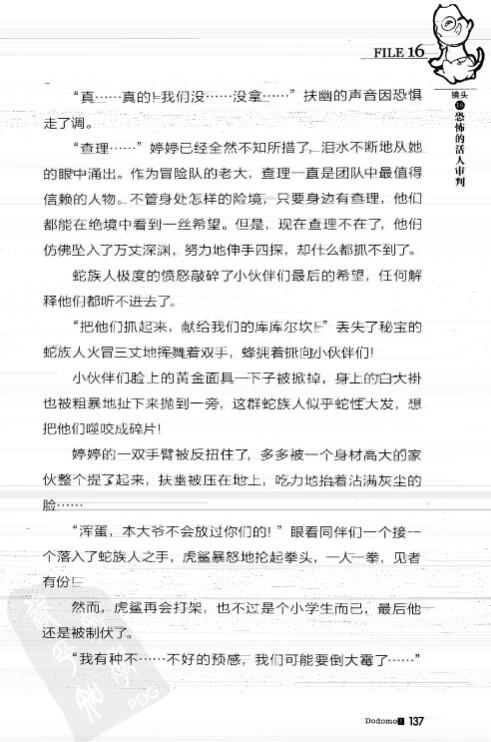 FILE 16
镜头
16
恐怖的活人审判
“真……真的!我们没……没拿……”扶幽的声音因恐惧
走了调。
“查理……”婷婷已经全然不知所措了,泪水不断地从她
的眼中涌出。作为冒险队的老大,查理一直是团队中最值得
信赖的人物。不管身处怎样的险境,只要身边有查理,他们
都能在绝境中看到一丝希望。但是,现在查理不在了,他们
仿佛坠入了万丈深渊,努力地伸手四探,却什么都抓不到了。
蛇族人极度的愤怒敲碎了小伙伴们最后的希望,任何解
释他们都听不进去了。
“把他们抓起来,献给我们的库库尔坎!”丢失了秘宝的
蛇族人火冒三丈地挥舞着双手,蜂拥着抓向小伙伴们!
小伙伴们脸上的黄金面具一下子被掀掉,身上的白大褂
也被粗暴地扯下来抛到一旁,这群蛇族人似乎蛇性大发,想
把他们噬咬成碎片!
婷婷的一双手臂被反扭住了,多多被一个身材高大的家
伙整个提了起来,扶幽被压在地上,吃力地抬着沾满灰尘的
脸……
“浑蛋,本大爷不会放过你们的!”眼看同伴们一个接一
个落入了蛇族人之手,虎鲨暴怒地抡起拳头,一人一拳,见者
有份!
然而,虎鲨再会打架,也不过是个小学生而已,最后他
还是被制伏了。
“我有种不……不好的预感,我们可能要倒大霉了……”
Dodomo! 137
PDG